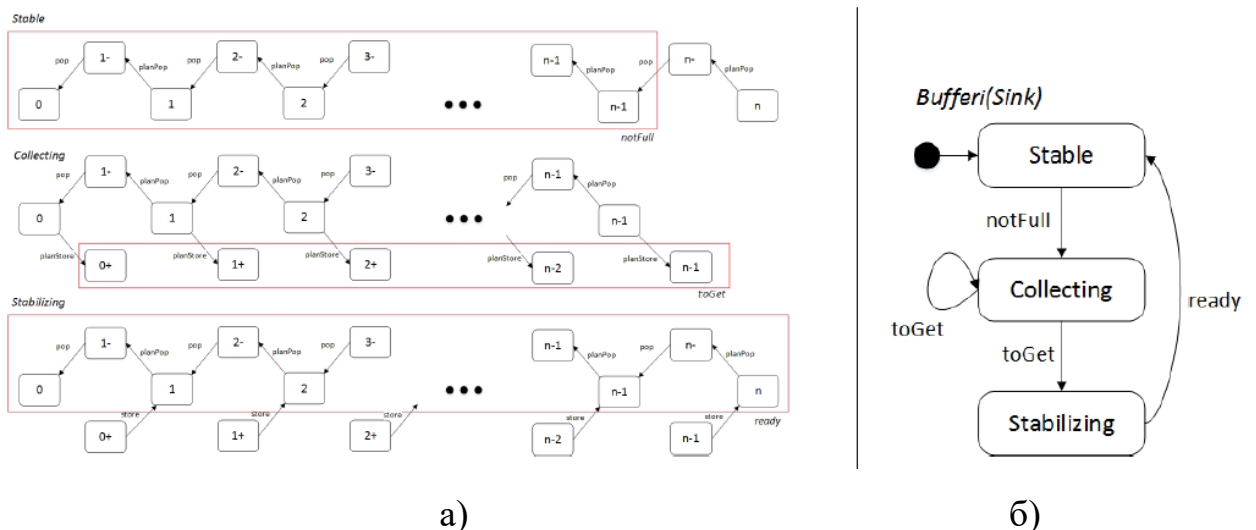 Stable
1-
2-
3-
n-1
n-
pop
planPop
pop
planPop
pop
planPop
pop
planPop
0
1
2
n-1
n
notFull
Collecting
1-
2-
3-
n-1
pop
planPop
pop
planPop
pop
pop
planPop
0
1
2
n-1
planStore
planStore
planStore
planStore
planStore
0+
1+
2+
n-2
n-1
toGet
Stabilizing
1-
2-
3-
n-1
n-
pop
planPop
pop
planPop
pop
planPop
pop
planPop
0
1
2
n-1
n
store
store
store
store
store
0+
1+
2+
n-2
n-1
ready
а)
Bufferi(Sink)
Stable
notFull
Collecting
toGet
toGet
ready
Stabilizing
б)